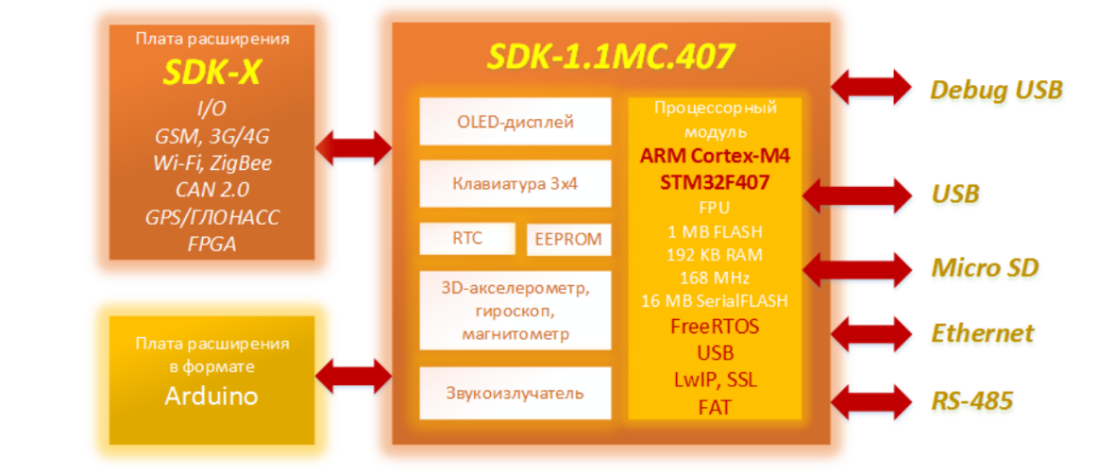 Плата расширения
SDK-X
I/O
GSM, 3G/4G
Wi-Fi, ZigBee
CAN 2.0
GPS/ГЛОНАСС
FPGA
Плата расширения
в формате
Arduino
SDK-1.1МС.407
OLED-дисплей
Клавиатура 3x4
RTC
EEPROM
3D-акселерометр,
гироскоп,
магнитометр
Звукоизлучатель
Процессорный
модуль
ARM Cortex-M4
STM32F407
FPU
1 MB FLASH
192 KB RAM
168 MHz
16 MB SerialFLASH
FreeRTOS
USB
LwIP, SSL
FAT
Debug USB
USB
Micro SD
Ethernet
RS-485